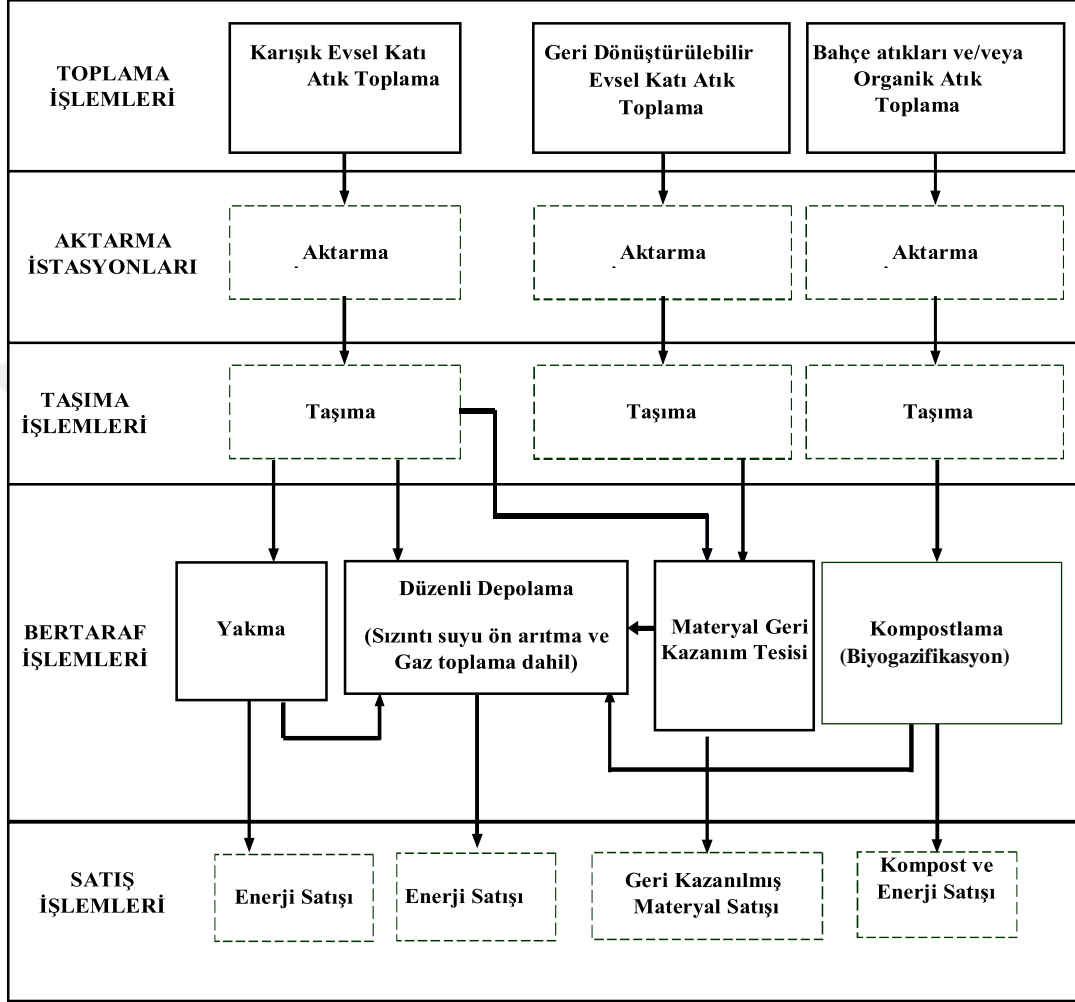 TOPLAMA
İŞLEMLERİ
Karışık Evsel Katı
Atık Toplama
Geri Dönüştürülebilir
Evsel Katı Atık
Toplama
Bahçe atıkları ve/veya
Organik Atık
Toplama
AKTARMA
İSTASYONLARI
Aktarma
Aktarma
Aktarma
TAŞIMA
İŞLEMLERİ
Taşıma
Taşıma
Taşıma
BERTARAF
İŞLEMLERİ
Yakma
Düzenli Depolama
(Sızıntı suyu ön arıtma ve
Gaz toplama dahil)
Materyal Geri
Kazanım Tesisi
Kompostlama
(Biyogazifikasyon)
SATIŞ
İŞLEMLERİ
Enerji Satışı
Enerji Satışı
Geri Kazanılmış
Materyal Satışı
Kompost ve
Enerji Satışı